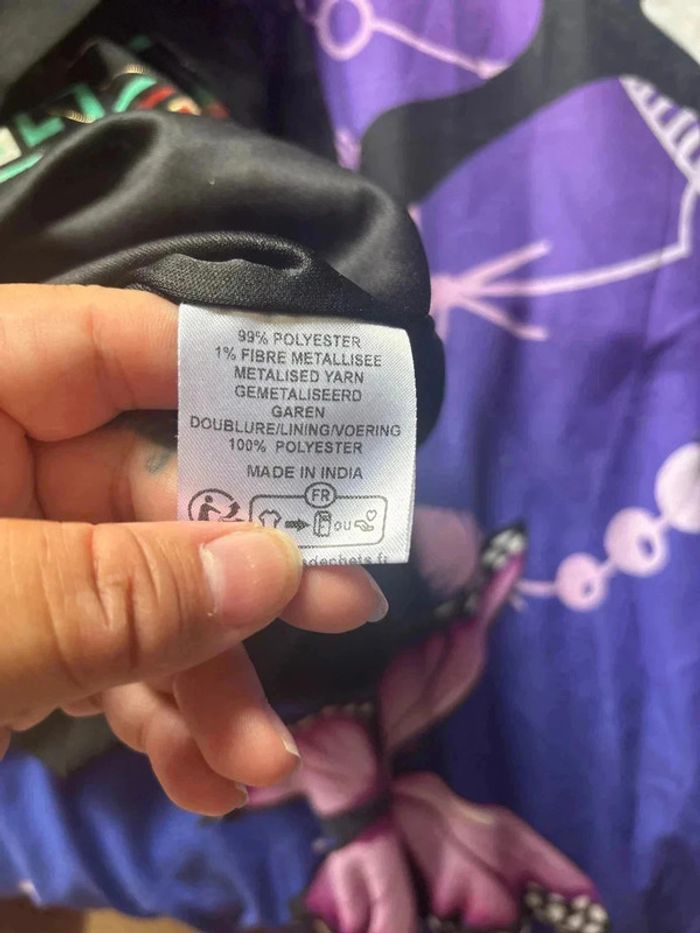 99% POLYESTER
1% FIBRE METALLISEE
METALISED YARN
GEMETALISEERD
GAREN
DOUBLURE/LINING/VOERING
100% POLYESTER
MADE IN INDIA
FR
OU